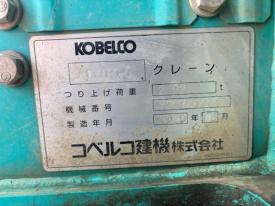 KOBELCO
クレーン
つり上げ荷重 t
機械番号
製造年月 年 月
コベルコ建機株式会社